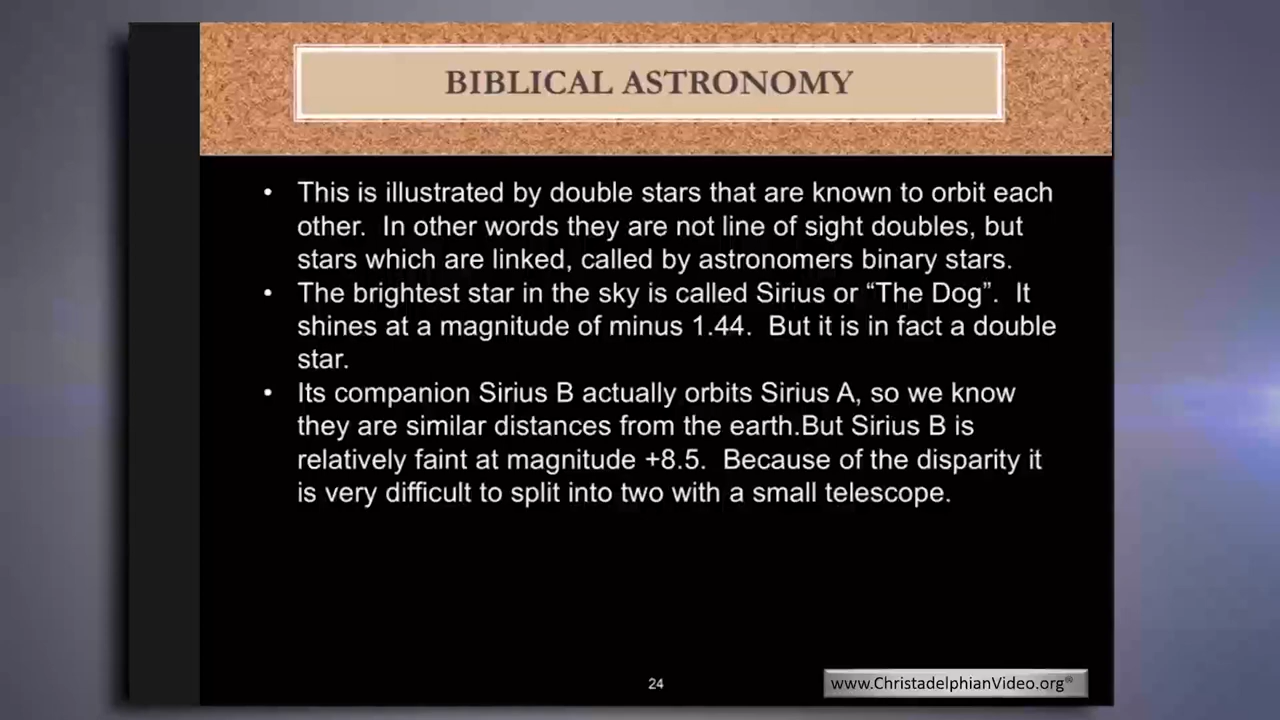 BIBLICAL ASTRONOMY
• This is illustrated by double stars that are known to orbit each
other.  In other words they are not line of sight doubles, but
stars which are linked, called by astronomers binary stars.
• The brightest star in the sky is called Sirius or “The Dog”.  It
shines at a magnitude of minus 1.44.  But it is in fact a double
star.
• Its companion Sirius B actually orbits Sirius A, so we know
they are similar distances from the earth.But Sirius B is
relatively faint at magnitude +8.5.  Because of the disparity it
is very difficult to split into two with a small telescope.
24
www.ChristadelphianVideo.org®